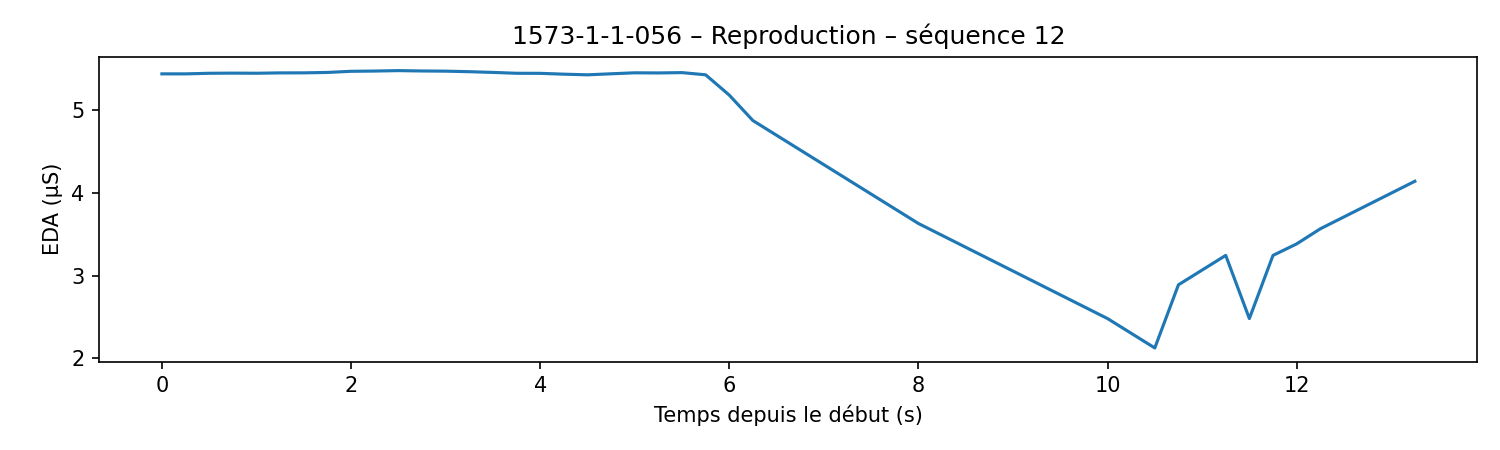 1573-1-1-056 – Reproduction – séquence 12
EDA (µS)
5
4
3
2
0 2 4 6 8 10 12
Temps depuis le début (s)